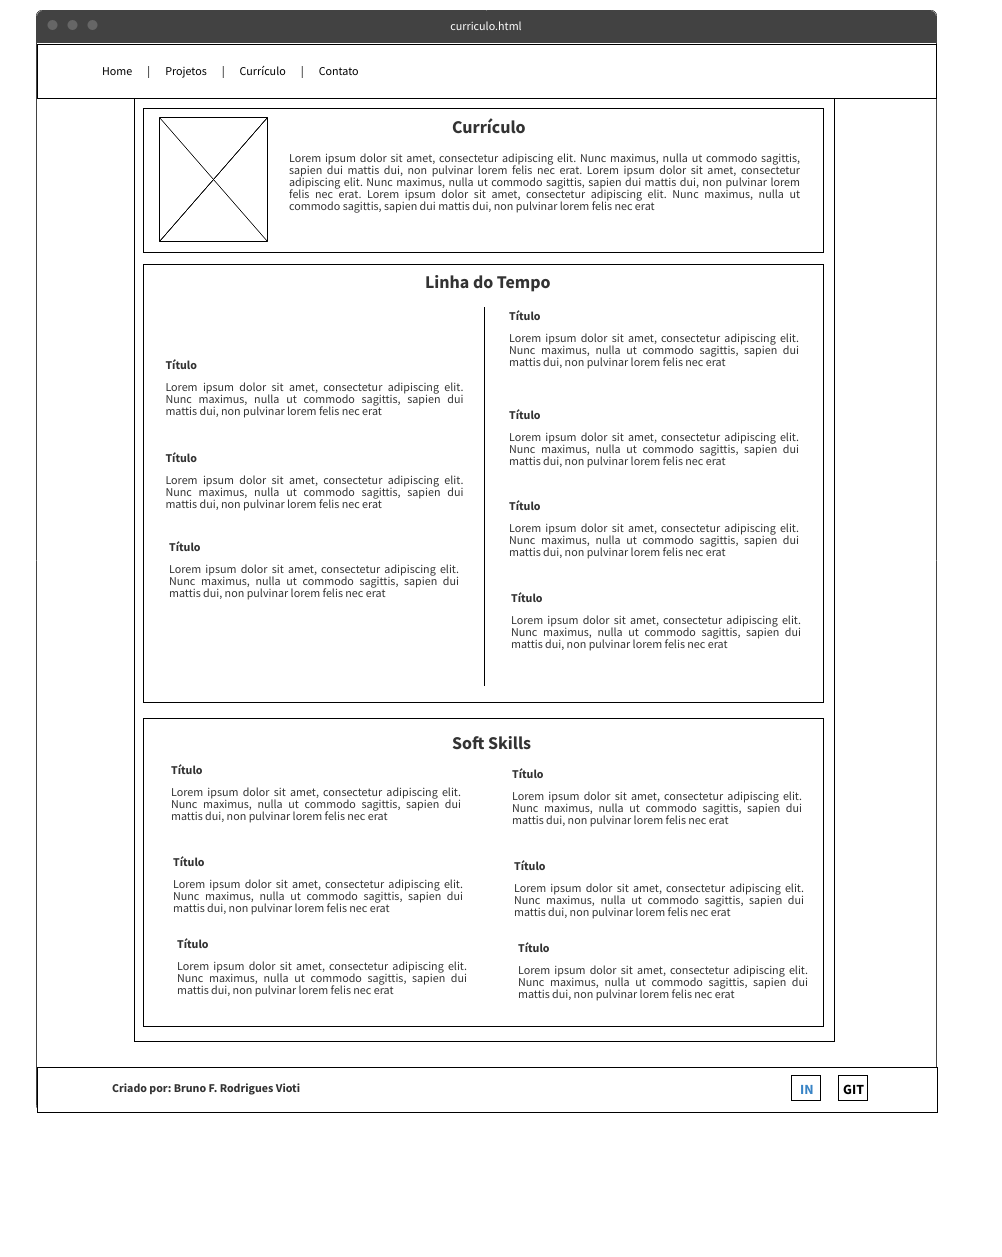 curriculo.html
Home | Projetos | Currículo | Contato
Currículo
Lorem ipsum dolor sit amet, consectetur adipiscing elit. Nunc maximus, nulla ut commodo sagittis,
sapien dui mattis dui, non pulvinar lorem felis nec erat. Lorem ipsum dolor sit amet, consectetur
adipiscing elit. Nunc maximus, nulla ut commodo sagittis, sapien dui mattis dui, non pulvinar lorem
felis nec erat. Lorem ipsum dolor sit amet, consectetur adipiscing elit. Nunc maximus, nulla ut
commodo sagittis, sapien dui mattis dui, non pulvinar lorem felis nec erat
Linha do Tempo
Título
Lorem ipsum dolor sit amet, consectetur adipiscing elit.
Nunc maximus, nulla ut commodo sagittis, sapien dui
mattis dui, non pulvinar lorem felis nec erat
Título
Lorem ipsum dolor sit amet, consectetur adipiscing elit.
Nunc maximus, nulla ut commodo sagittis, sapien dui
mattis dui, non pulvinar lorem felis nec erat
Título
Lorem ipsum dolor sit amet, consectetur adipiscing elit.
Nunc maximus, nulla ut commodo sagittis, sapien dui
mattis dui, non pulvinar lorem felis nec erat
Título
Lorem ipsum dolor sit amet, consectetur adipiscing elit.
Nunc maximus, nulla ut commodo sagittis, sapien dui
mattis dui, non pulvinar lorem felis nec erat
Título
Lorem ipsum dolor sit amet, consectetur adipiscing elit.
Nunc maximus, nulla ut commodo sagittis, sapien dui
mattis dui, non pulvinar lorem felis nec erat
Título
Lorem ipsum dolor sit amet, consectetur adipiscing elit.
Nunc maximus, nulla ut commodo sagittis, sapien dui
mattis dui, non pulvinar lorem felis nec erat
Título
Lorem ipsum dolor sit amet, consectetur adipiscing elit.
Nunc maximus, nulla ut commodo sagittis, sapien dui
mattis dui, non pulvinar lorem felis nec erat
Soft Skills
Título
Lorem ipsum dolor sit amet, consectetur adipiscing elit.
Nunc maximus, nulla ut commodo sagittis, sapien dui
mattis dui, non pulvinar lorem felis nec erat
Título
Lorem ipsum dolor sit amet, consectetur adipiscing elit.
Nunc maximus, nulla ut commodo sagittis, sapien dui
mattis dui, non pulvinar lorem felis nec erat
Título
Lorem ipsum dolor sit amet, consectetur adipiscing elit.
Nunc maximus, nulla ut commodo sagittis, sapien dui
mattis dui, non pulvinar lorem felis nec erat
Título
Lorem ipsum dolor sit amet, consectetur adipiscing elit.
Nunc maximus, nulla ut commodo sagittis, sapien dui
mattis dui, non pulvinar lorem felis nec erat
Título
Lorem ipsum dolor sit amet, consectetur adipiscing elit.
Nunc maximus, nulla ut commodo sagittis, sapien dui
mattis dui, non pulvinar lorem felis nec erat
Título
Lorem ipsum dolor sit amet, consectetur adipiscing elit.
Nunc maximus, nulla ut commodo sagittis, sapien dui
mattis dui, non pulvinar lorem felis nec erat
Criado por: Bruno F. Rodrigues Vioti
IN
GIT